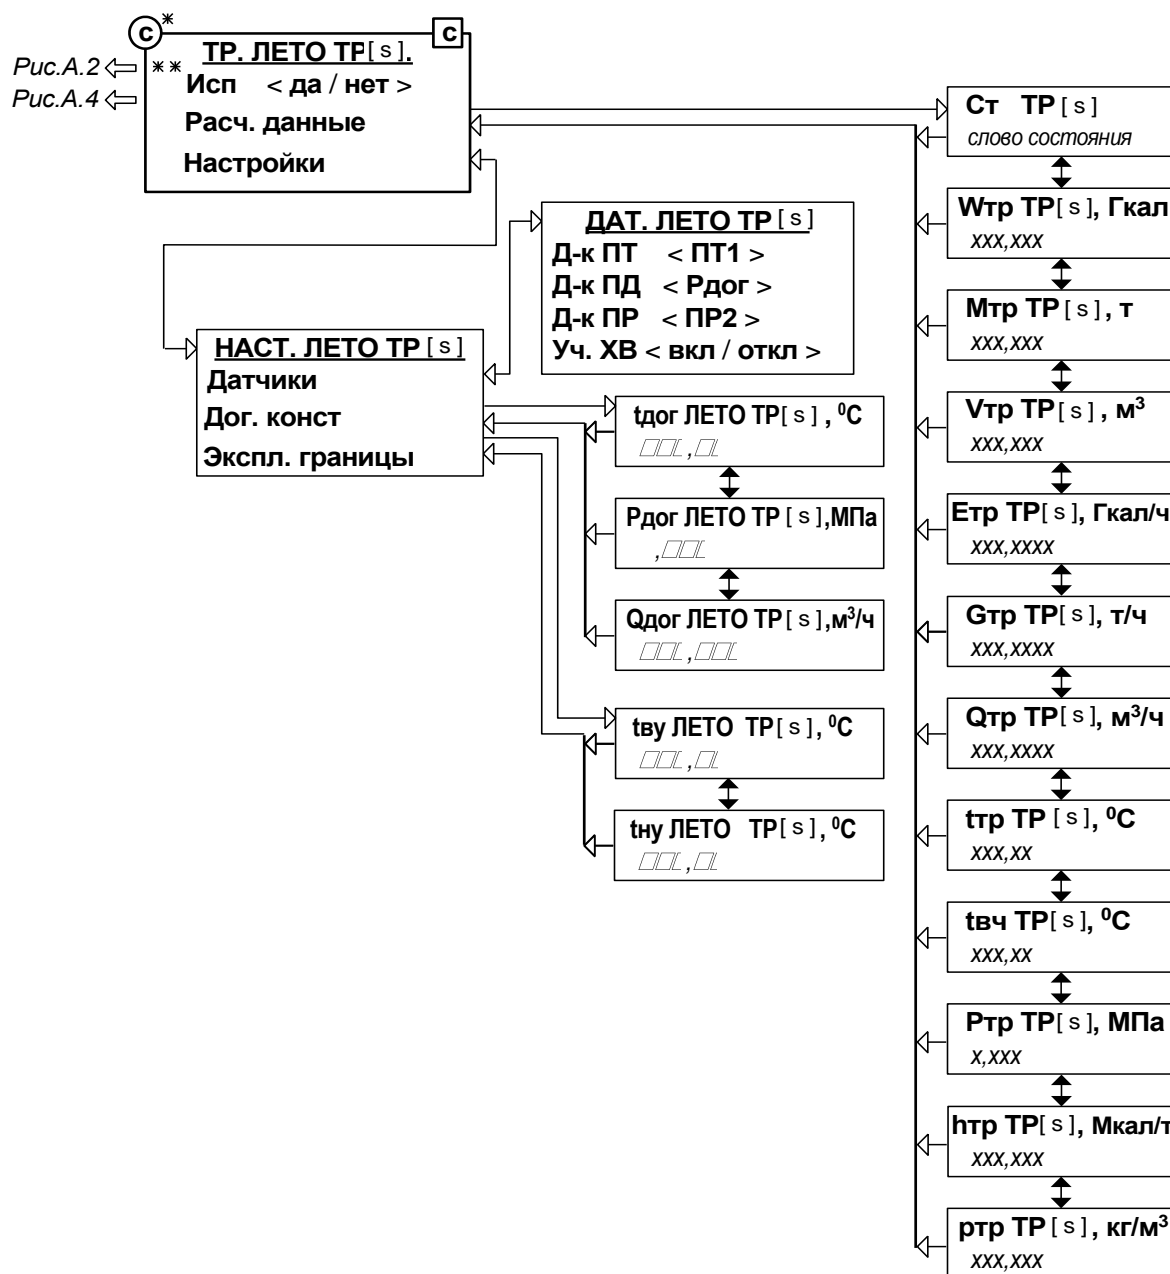 с * с
ТР. ЛЕТО ТР[s].
Рис.А.2 **
Исп < да / нет >
Рис.А.4
Расч. данные
Настройки
ДАТ. ЛЕТО ТР[s]
Д-к ПТ < ПТ1 >
Д-к ПД < Рдог >
Д-к ПР < ПР2 >
Уч. ХВ < вкл / откл >
НАСТ. ЛЕТО ТР[s]
Датчики
Дог. конст
Экспл. границы
tдог ЛЕТО ТР[s], ⁰С
□□□,□□
Рдог ЛЕТО ТР[s],МПа
,□□□
Qдог ЛЕТО ТР[s],м³/ч
□□□,□□□
tву ЛЕТО ТР[s], ⁰С
□□□,□□
tну ЛЕТО ТР[s], ⁰С
□□□,□□
Ст ТР[s]
слово состояния
Wтр ТР[s], Гкал
ххх,ххх
Мтр ТР[s], т
ххх,ххх
Vтр ТР[s], м³
ххх,ххх
Етр ТР[s], Гкал/ч
ххх,хххх
Gтр ТР[s], т/ч
ххх,хххх
Qтр ТР[s], м³/ч
ххх,хххх
tтр ТР[s], ⁰С
ххх,хх
tвч ТР[s], ⁰С
ххх,хх
Ртр ТР[s], МПа
х,ххх
hтр ТР[s], Мкал/т
ххх,ххх
ртр ТР[s], кг/м³
ххх,ххх